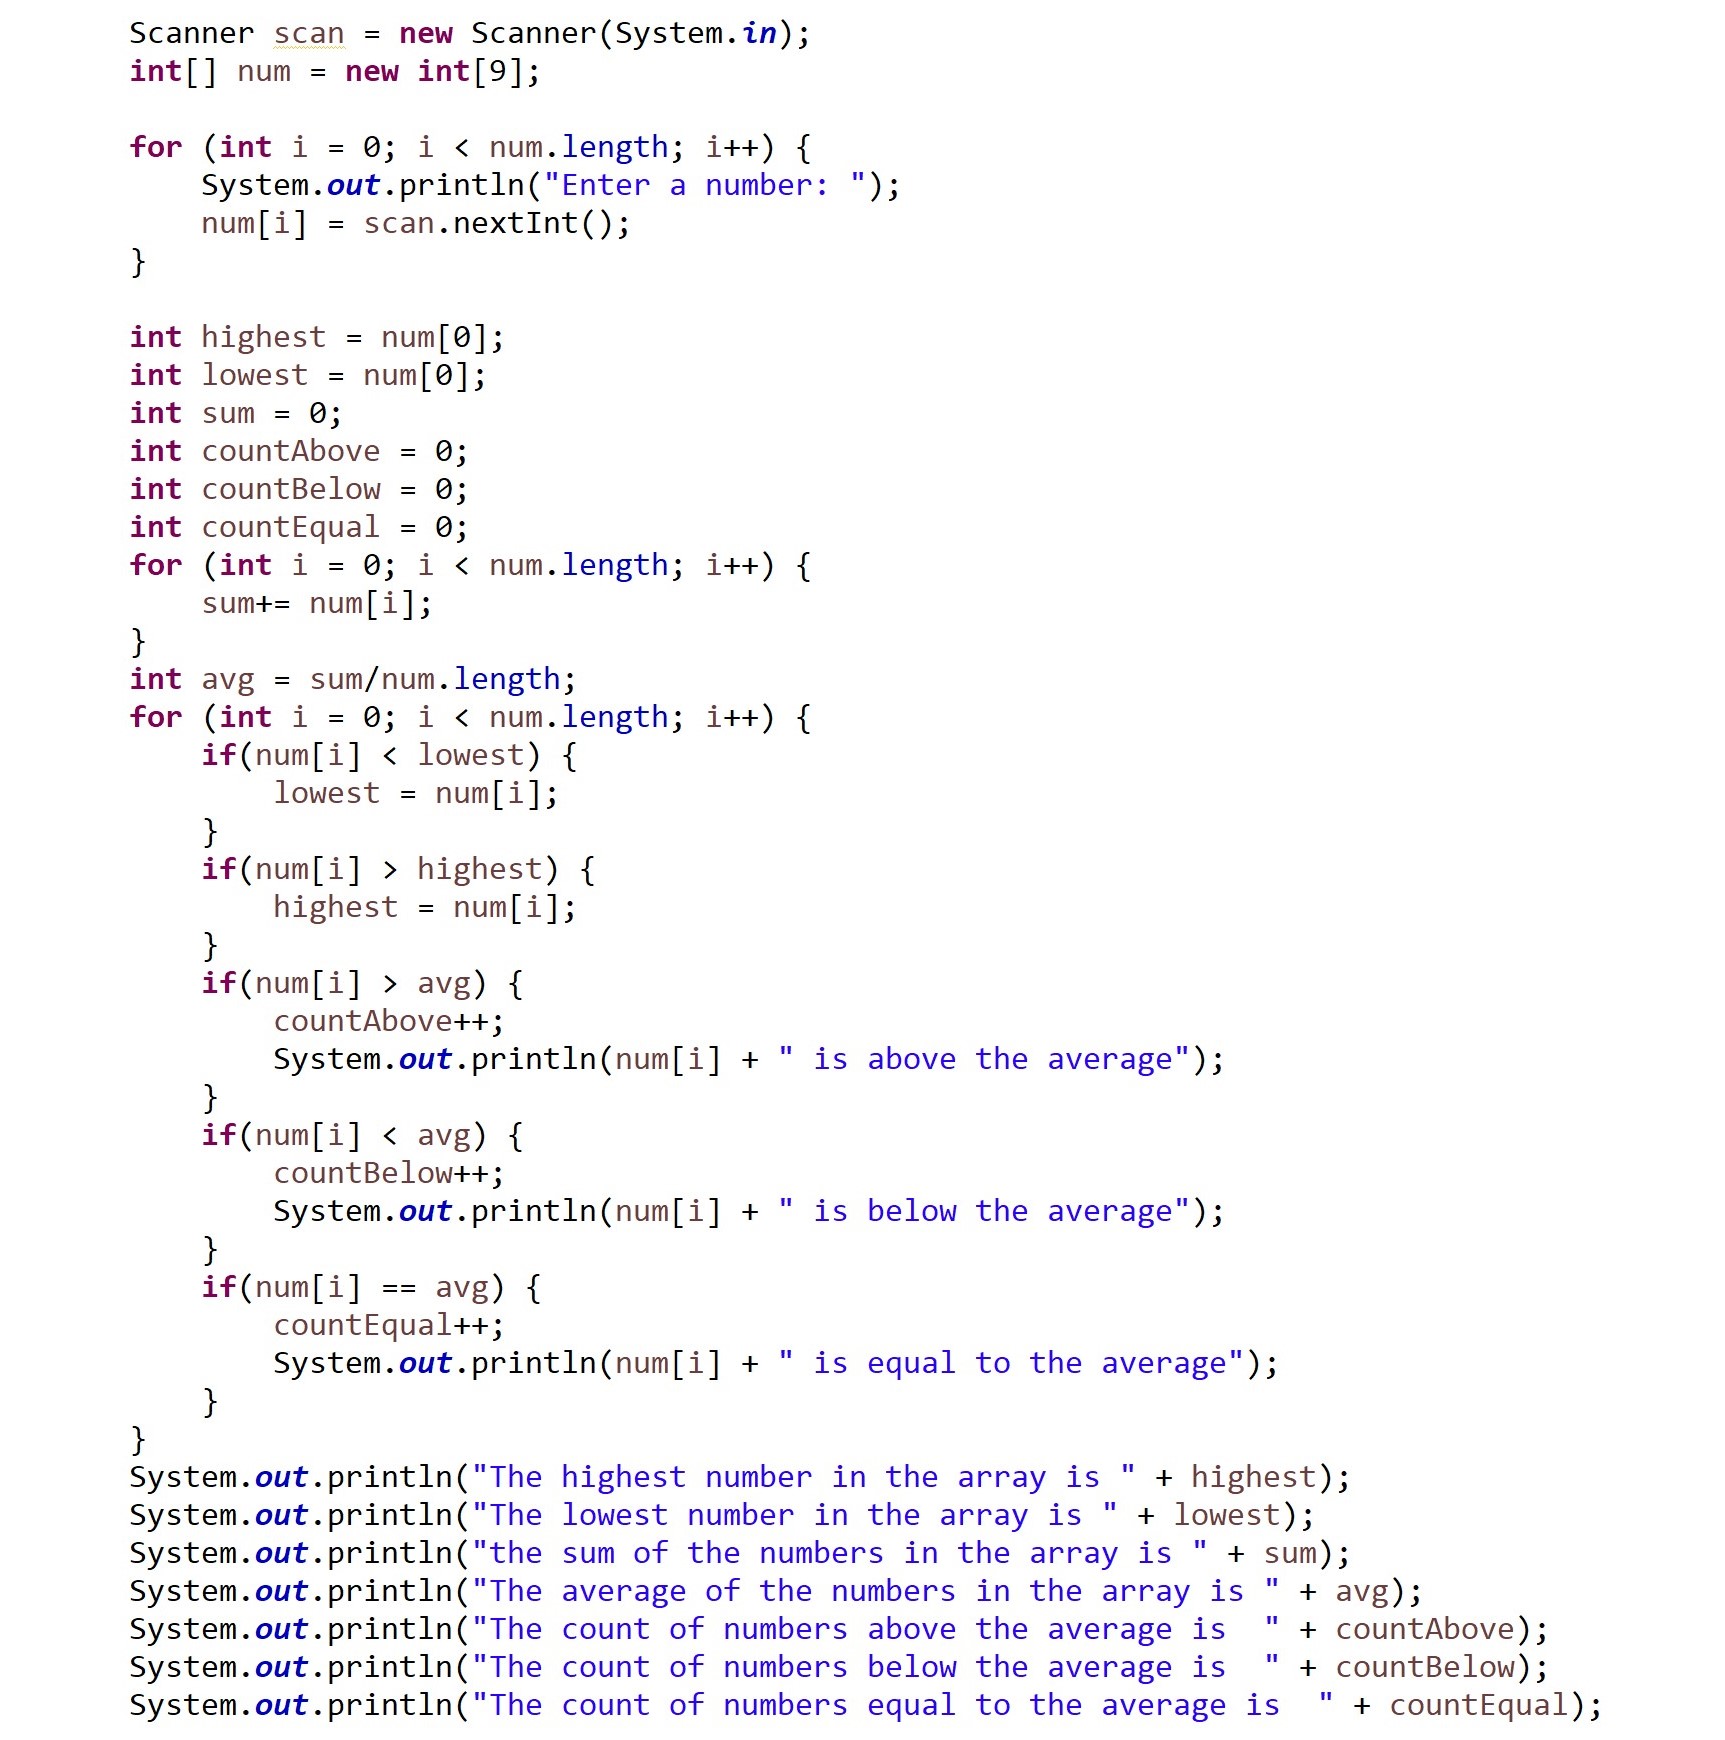 Scanner scan = new Scanner(System.in);
int[] num = new int[9];

for (int i = 0; i < num.length; i++) {
    System.out.println("Enter a number: ");
    num[i] = scan.nextInt();
}

int highest = num[0];
int lowest = num[0];
int sum = 0;
int countAbove = 0;
int countBelow = 0;
int countEqual = 0;
for (int i = 0; i < num.length; i++) {
    sum+= num[i];
}
int avg = sum/num.length;
for (int i = 0; i < num.length; i++) {
    if(num[i] < lowest) {
        lowest = num[i];
    }
    if(num[i] > highest) {
        highest = num[i];
    }
    if(num[i] > avg) {
        countAbove++;
        System.out.println(num[i] + " is above the average");
    }
    if(num[i] < avg) {
        countBelow++;
        System.out.println(num[i] + " is below the average");
    }
    if(num[i] == avg) {
        countEqual++;
        System.out.println(num[i] + " is equal to the average");
    }
}
System.out.println("The highest number in the array is " + highest);
System.out.println("The lowest number in the array is " + lowest);
System.out.println("the sum of the numbers in the array is " + sum);
System.out.println("The average of the numbers in the array is " + avg);
System.out.println("The count of numbers above the average is  " + countAbove);
System.out.println("The count of numbers below the average is  " + countBelow);
System.out.println("The count of numbers equal to the average is  " + countEqual);